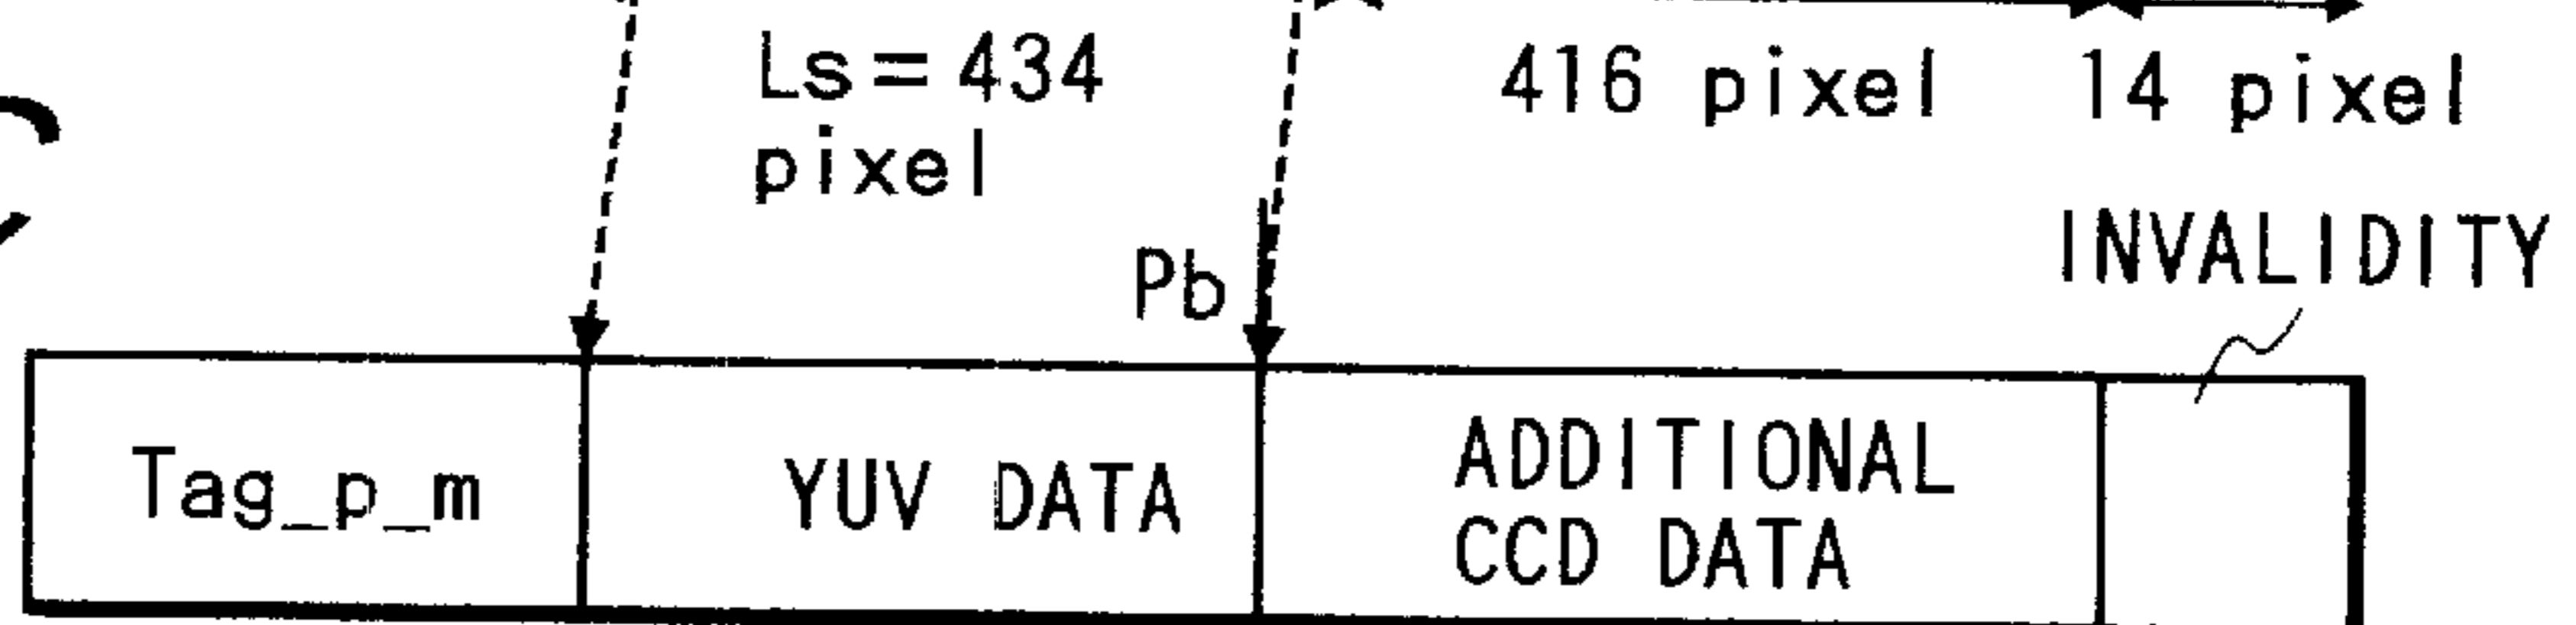 Ls = 434
pixel
416 pixel
14 pixel
INVALIDITY
Pb
Tag_p_m
YUV DATA
ADDITIONAL
CCD DATA